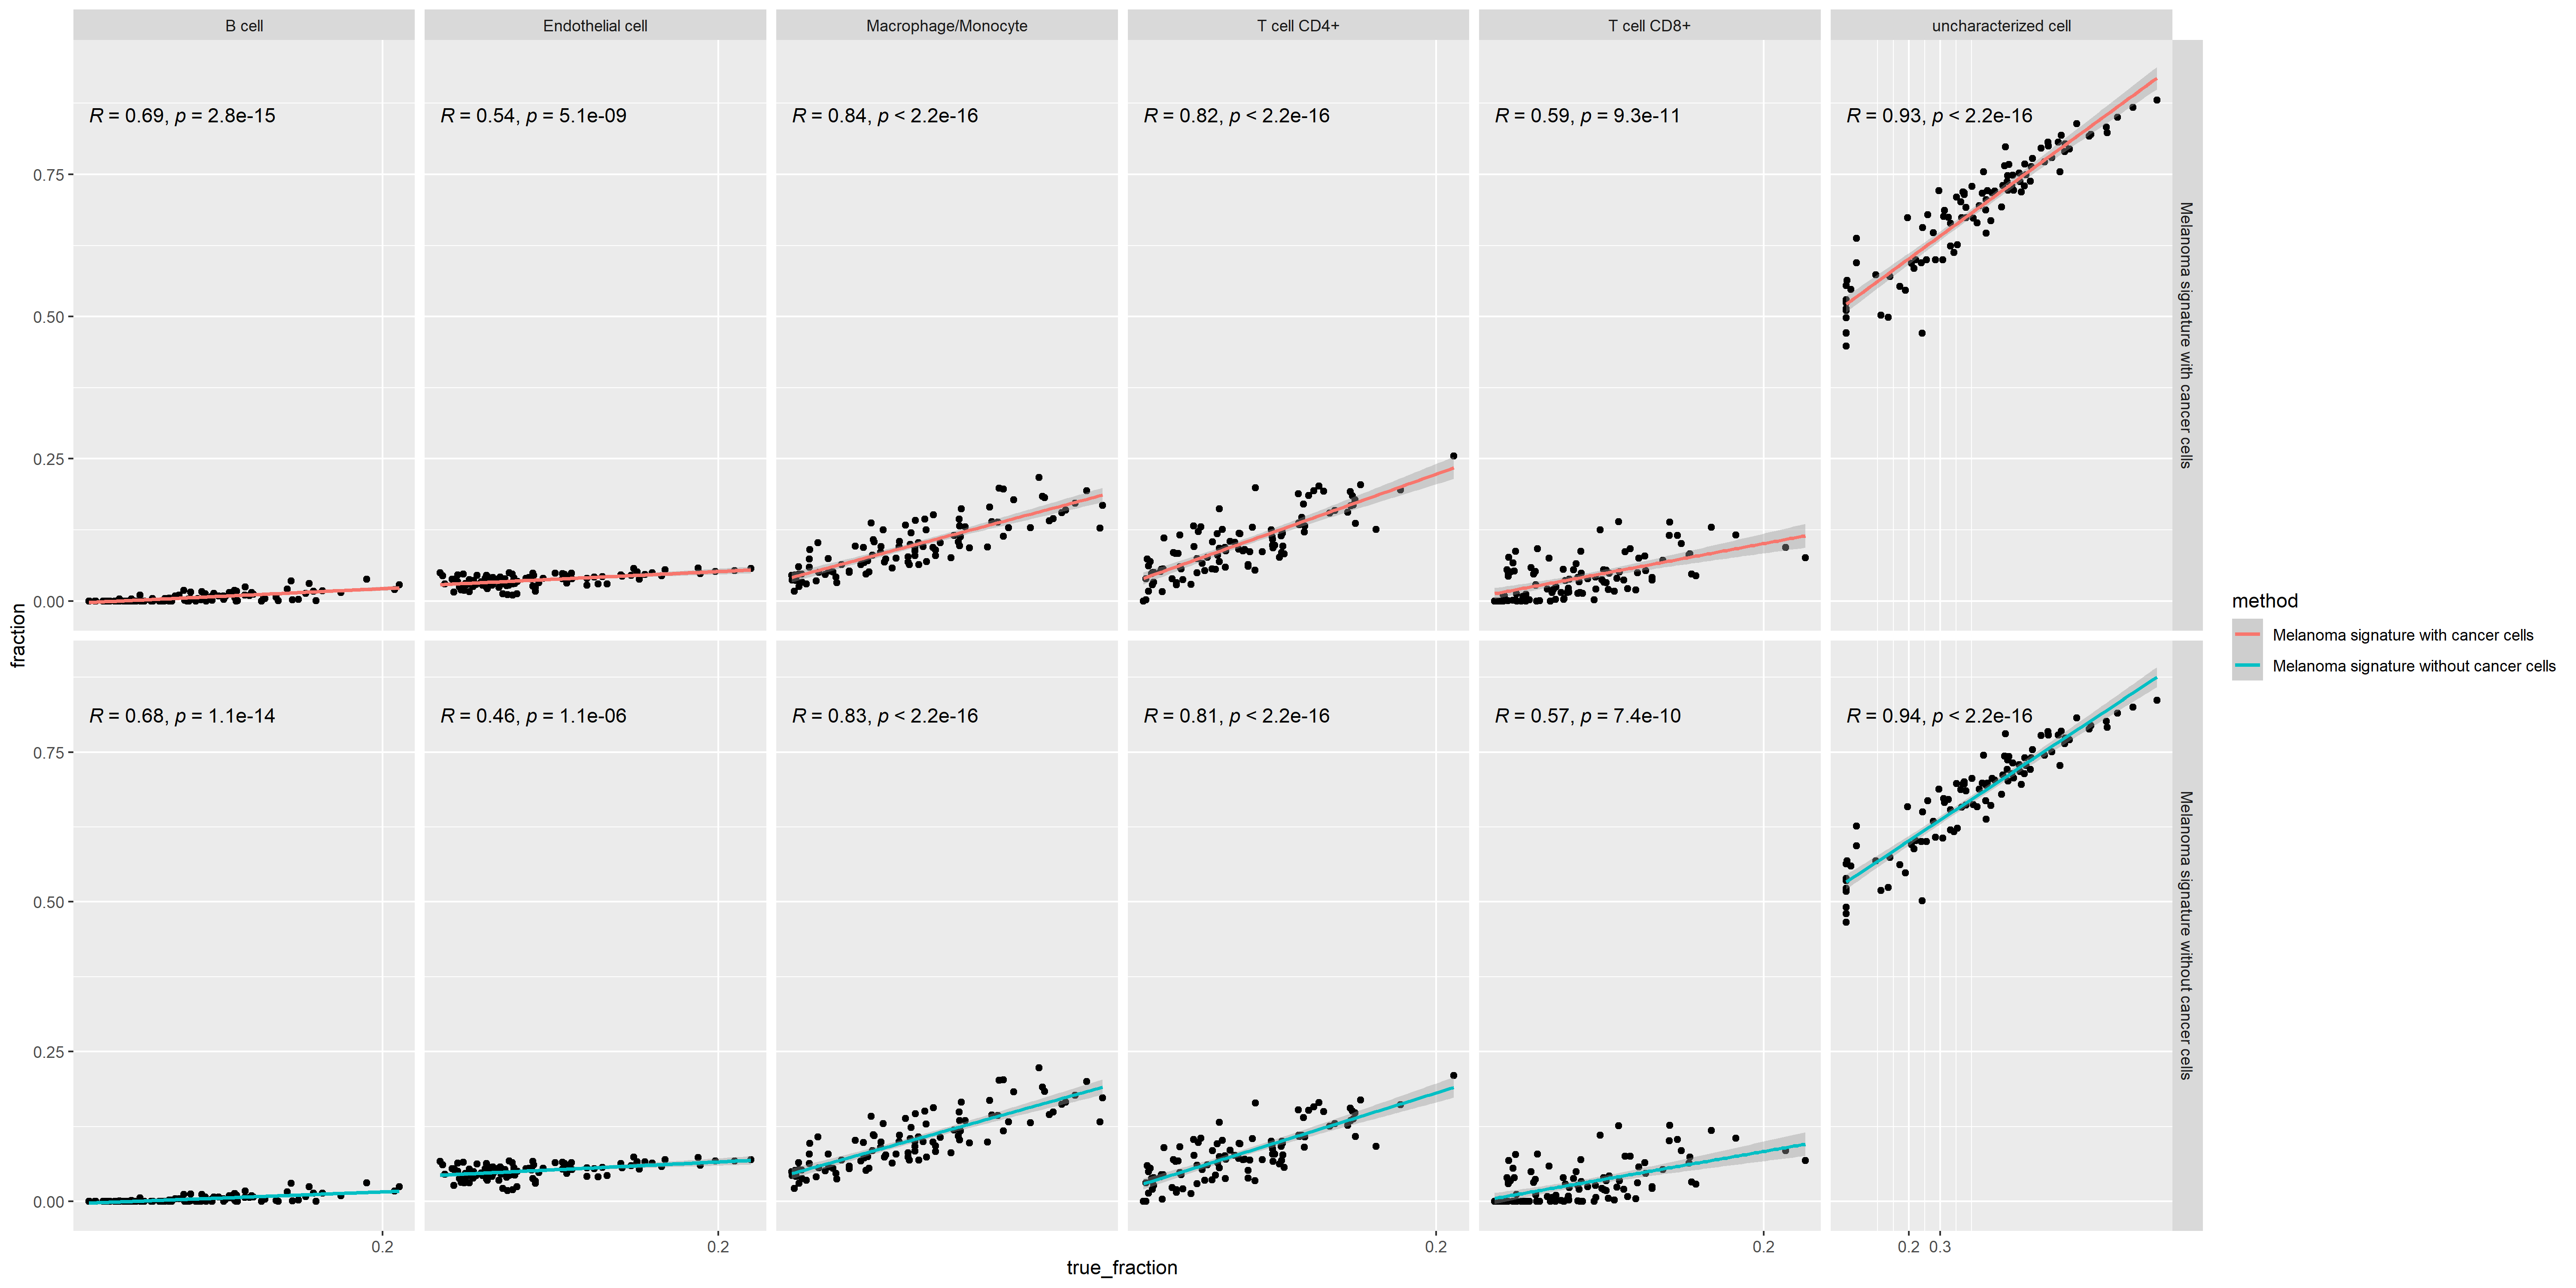 B cell
Endothelial cell
Macrophage/Monocyte
T cell CD4+
T cell CD8+
uncharacterized cell
R = 0.69, p = 2.8e-15
R = 0.54, p = 5.1e-09
R = 0.84, p < 2.2e-16
R = 0.82, p < 2.2e-16
R = 0.59, p = 9.3e-11
R = 0.93, p < 2.2e-16
0.75
0.50
0.25
0.00
Melanoma signature with cancer cells
fraction
R = 0.68, p = 1.1e-14
R = 0.46, p = 1.1e-06
R = 0.83, p < 2.2e-16
R = 0.81, p < 2.2e-16
R = 0.57, p = 7.4e-10
R = 0.94, p < 2.2e-16
0.75
0.50
0.25
0.00
Melanoma signature without cancer cells
0.2
0.2
0.2
0.2
0.2
0.3
true_fraction
method
Melanoma signature with cancer cells
Melanoma signature without cancer cells